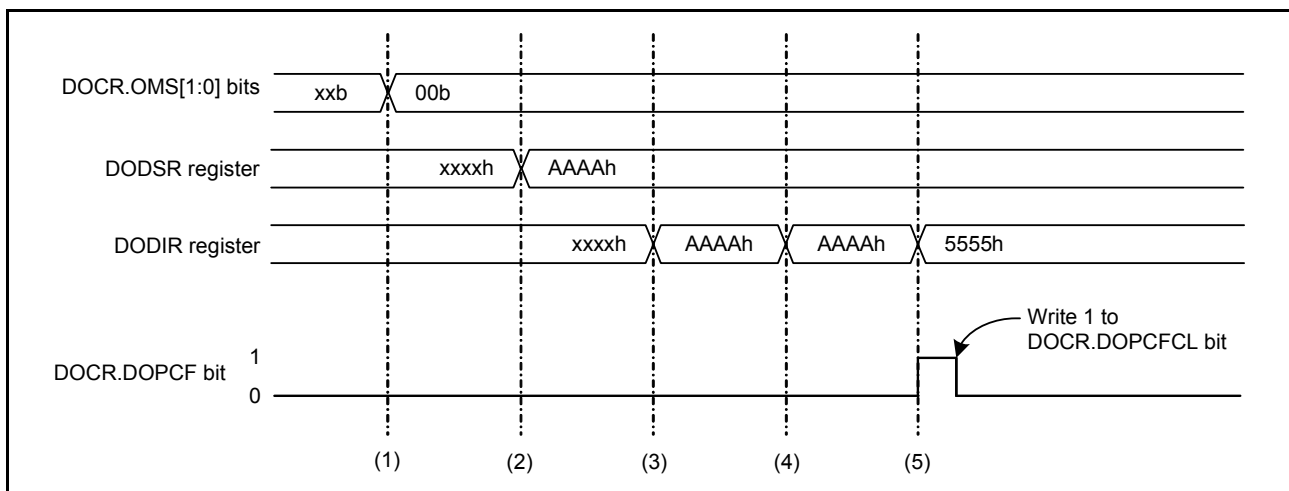 DOCR.OMS[1:0] bits
xxb
00b
DODSR register
xxxxh
AAAAh
DODIR register
xxxxh
AAAAh
AAAAh
5555h
Write 1 to
DOCR.DOPCFCL bit
DOCR.DOPCF bit
1
0
(1)
(2)
(3)
(4)
(5)